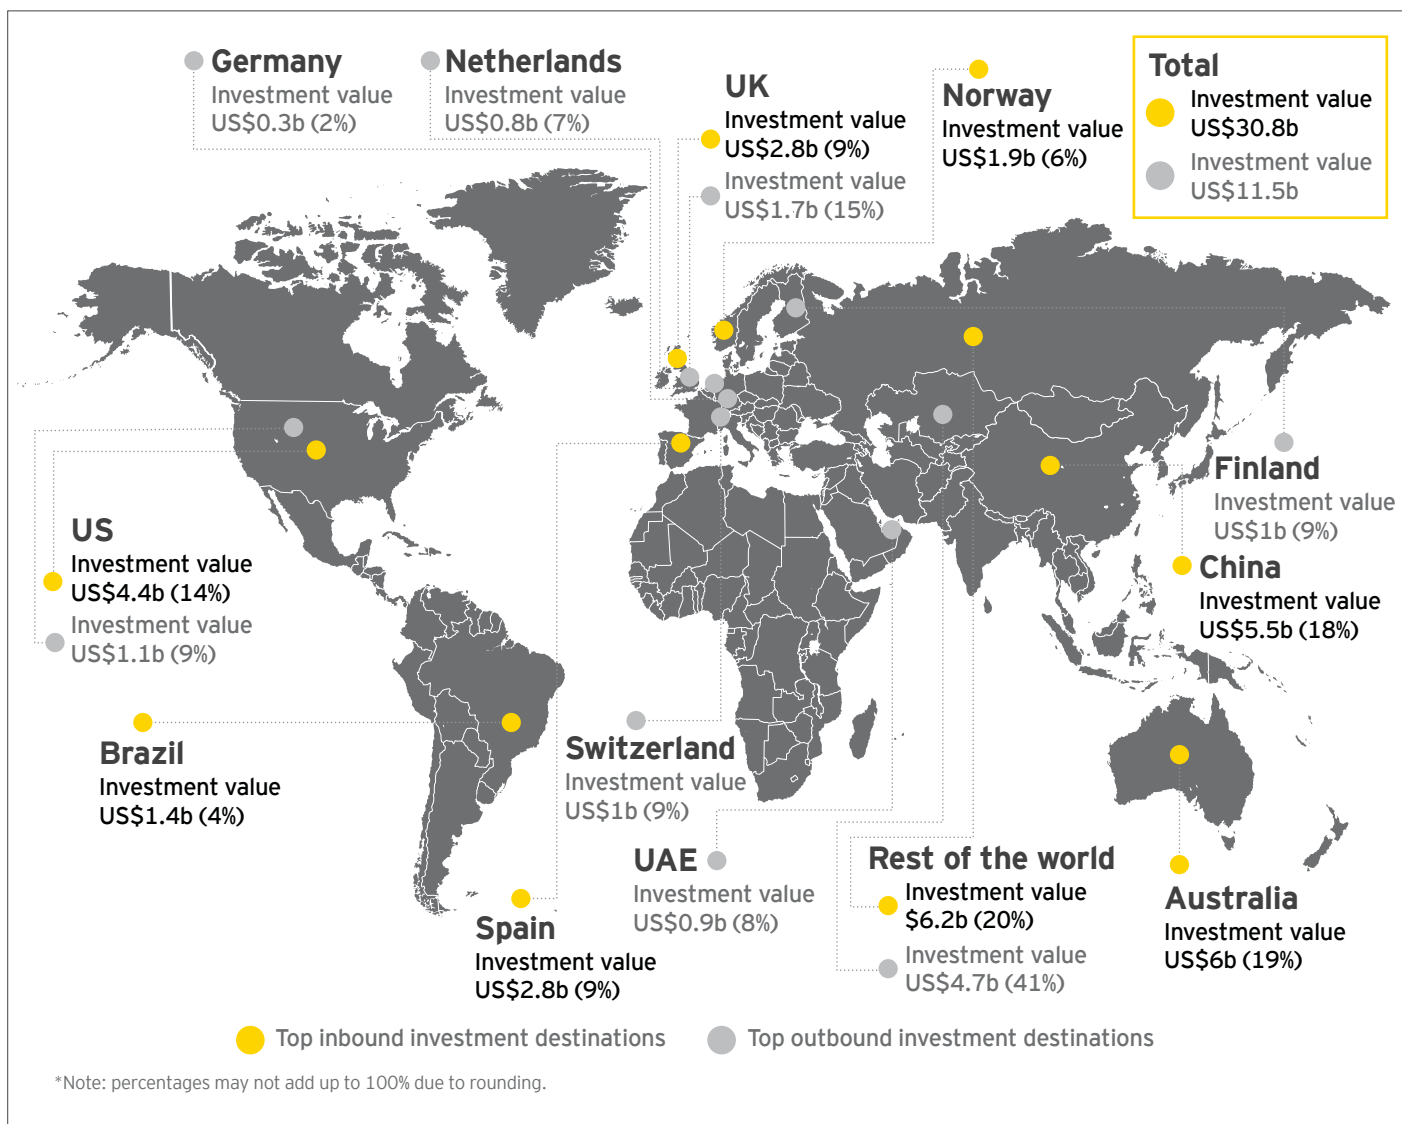 Germany
Investment value
US$0.3b (2%)
Netherlands
Investment value
US$0.8b (7%)
UK
Investment value
US$2.8b (9%)
Investment value
US$1.7b (15%)
Norway
Investment value
US$1.9b (6%)
Total
Investment value
US$30.8b
Investment value
US$11.5b
US
Investment value
US$4.4b (14%)
Investment value
US$1.1b (9%)
Finland
Investment value
US$1b (9%)
China
Investment value
US$5.5b (18%)
Brazil
Investment value
US$1.4b (4%)
Switzerland
Investment value
US$1b (9%)
UAE
Investment value
US$0.9b (8%)
Rest of the world
Investment value
$6.2b (20%)
Investment value
US$4.7b (41%)
Australia
Investment value
US$6b (19%)
Spain
Investment value
US$2.8b (9%)
Top inbound investment destinations
Top outbound investment destinations
*Note: percentages may not add up to 100% due to rounding.